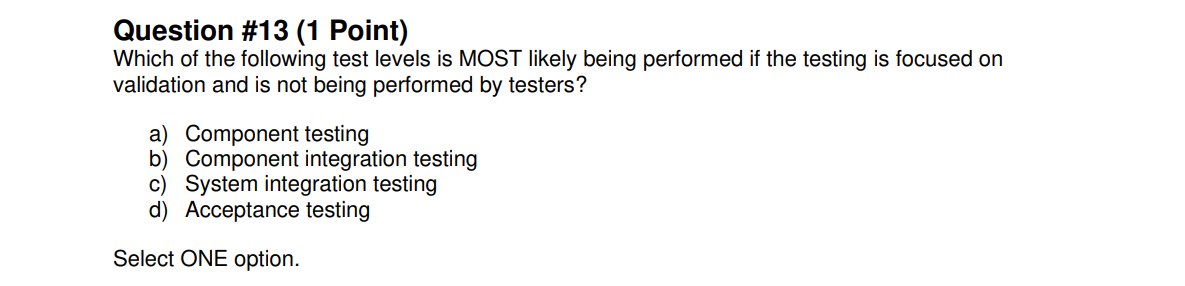 Question #13 (1 Point)
Which of the following test levels is MOST likely being performed if the testing is focused on
validation and is not being performed by testers?
a) Component testing
b) Component integration testing
c) System integration testing
d) Acceptance testing
Select ONE option.